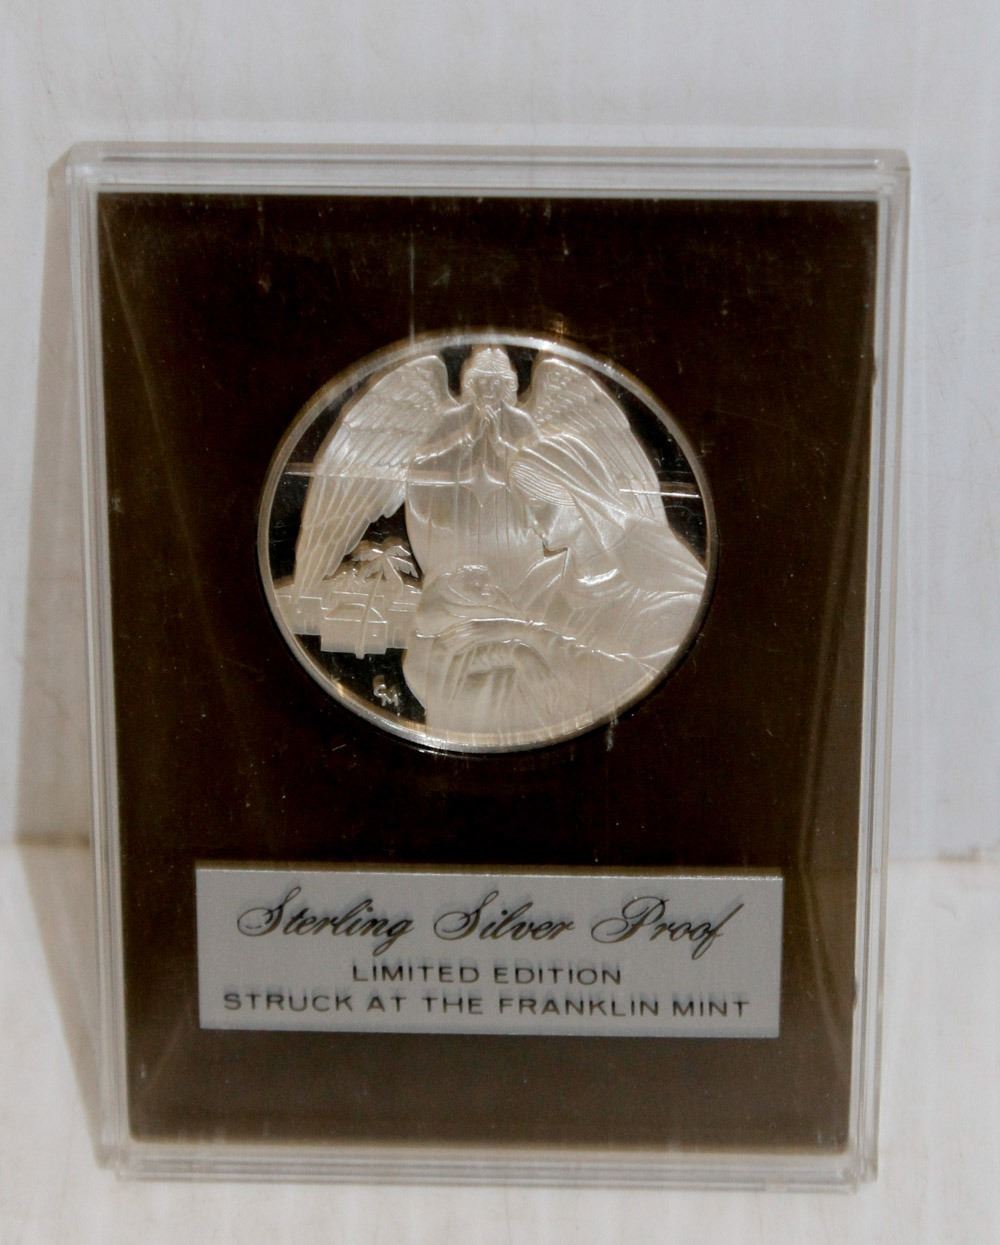 Sterling Silver Proof
LIMITED EDITION
STRUCK AT THE FRANKLIN MINT